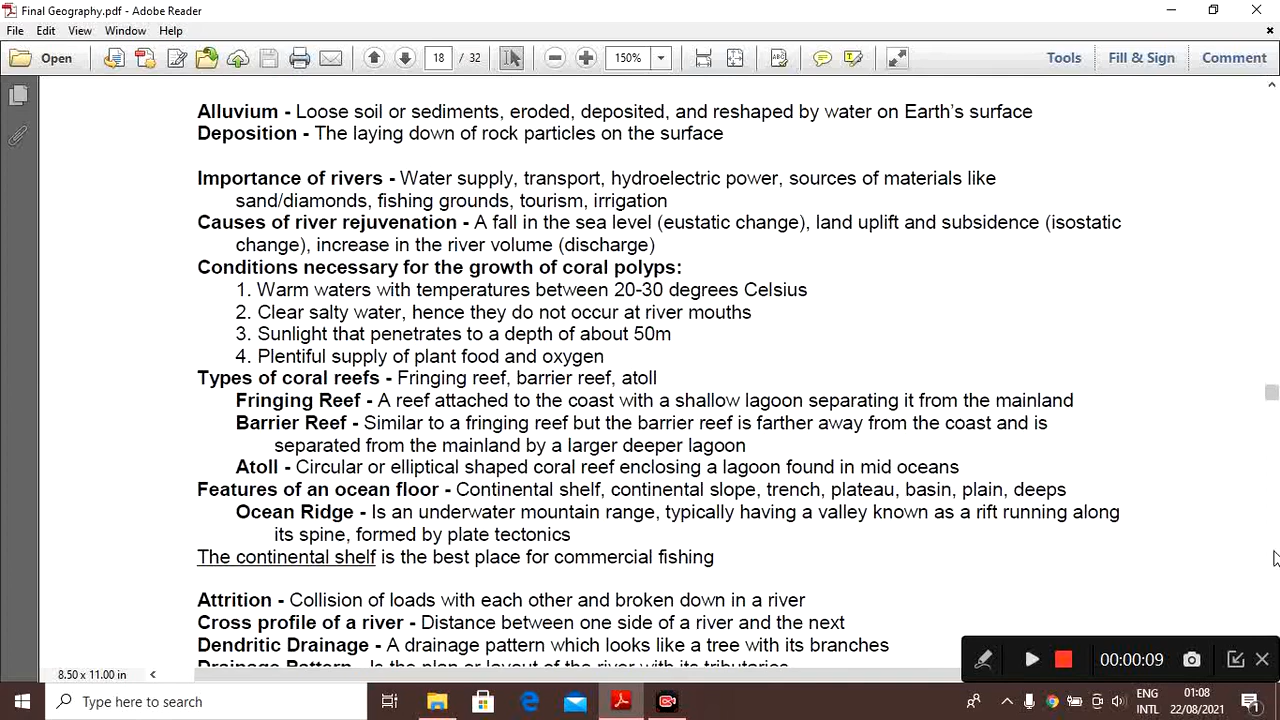 Final Geography.pdf - Adobe Reader
File Edit View Window Help
Open 18 / 32 150% Tools Fill & Sign Comment
Alluvium - Loose soil or sediments, eroded, deposited, and reshaped by water on Earth's surface
Deposition - The laying down of rock particles on the surface
Importance of rivers - Water supply, transport, hydroelectric power, sources of materials like
sand/diamonds, fishing grounds, tourism, irrigation
Causes of river rejuvenation - A fall in the sea level (eustatic change), land uplift and subsidence (isostatic
change), increase in the river volume (discharge)
Conditions necessary for the growth of coral polyps:
1. Warm waters with temperatures between 20-30 degrees Celsius
2. Clear salty water, hence they do not occur at river mouths
3. Sunlight that penetrates to a depth of about 50m
4. Plentiful supply of plant food and oxygen
Types of coral reefs - Fringing reef, barrier reef, atoll
Fringing Reef - A reef attached to the coast with a shallow lagoon separating it from the mainland
Barrier Reef - Similar to a fringing reef but the barrier reef is farther away from the coast and is
separated from the mainland by a larger deeper lagoon
Atoll - Circular or elliptical shaped coral reef enclosing a lagoon found in mid oceans
Features of an ocean floor - Continental shelf, continental slope, trench, plateau, basin, plain, deeps
Ocean Ridge - Is an underwater mountain range, typically having a valley known as a rift running along
its spine, formed by plate tectonics
The continental shelf is the best place for commercial fishing
Attrition - Collision of loads with each other and broken down in a river
Cross profile of a river - Distance between one side of a river and the next
Dendritic Drainage - A drainage pattern which looks like a tree with its branches
Drainage Pattern - Is the plan or layout of the river with its tributaries
00:00:09
8.50 x 11.00 in
Type here to search
ENG
INTL
01:08
22/08/2021
1